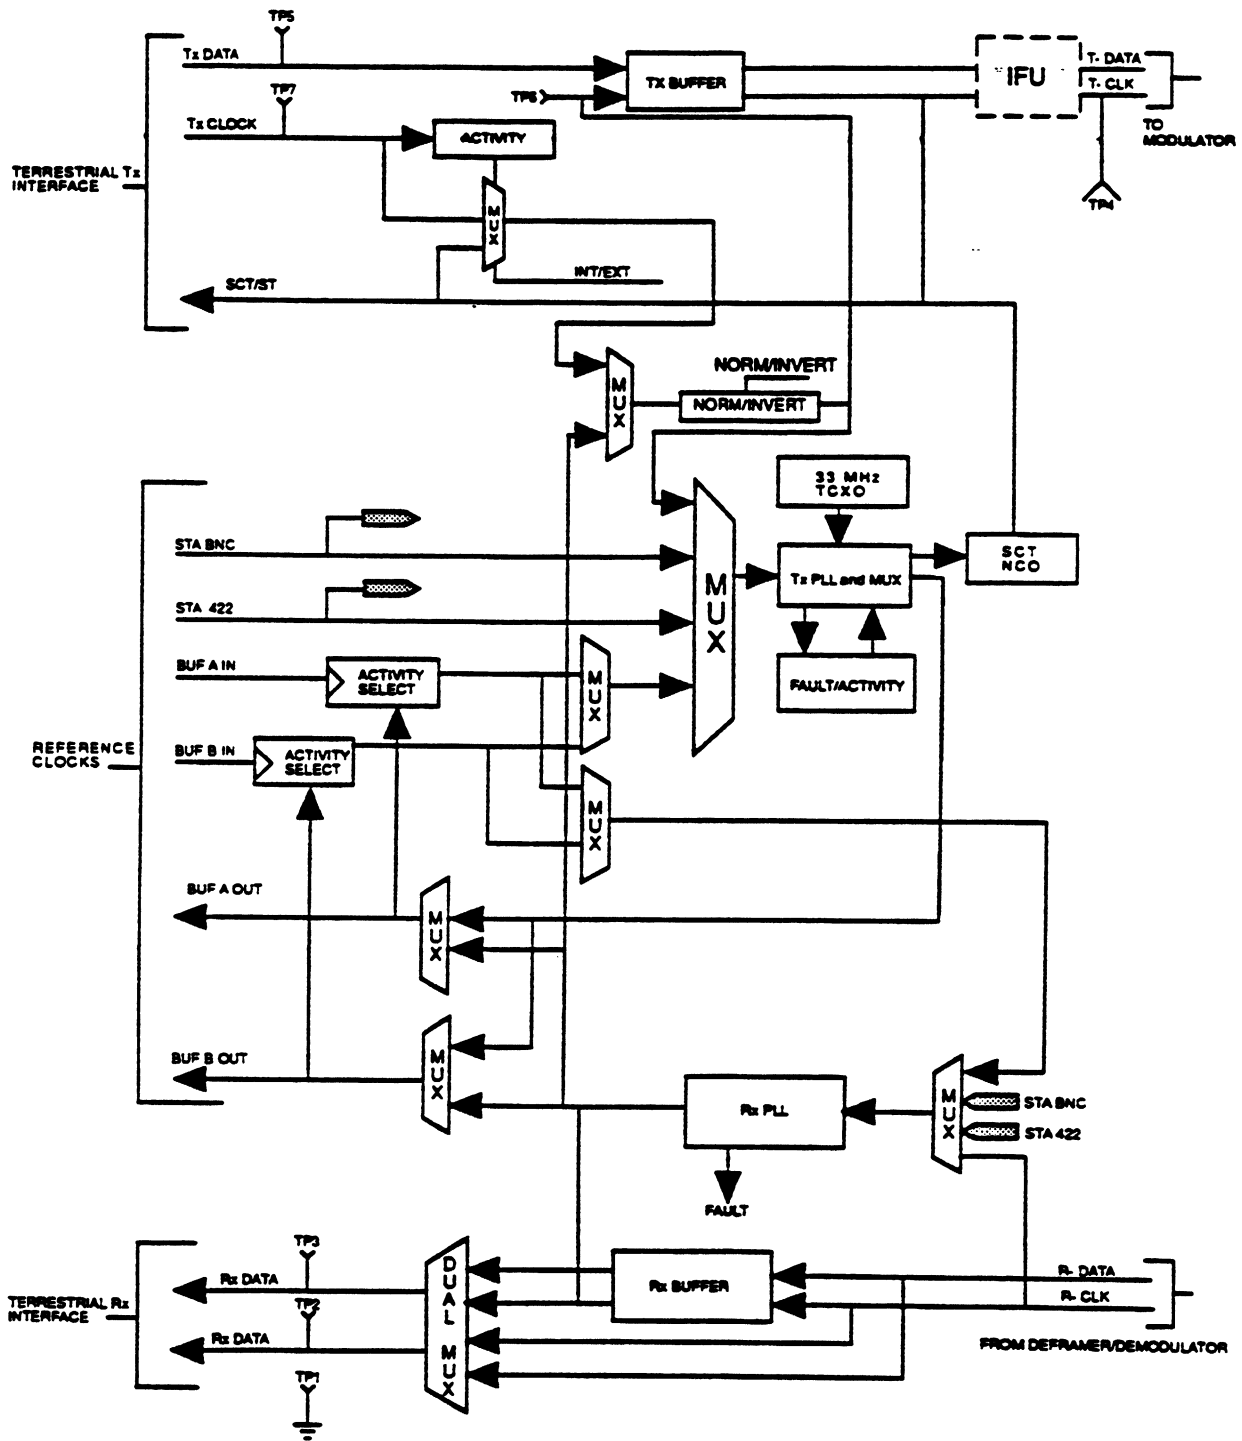 TP5
Tx DATA
TP7
Tx CLOCK
TP6
TX BUFFER
IFU
T- DATA
T- CLK
TO
MODULATOR
TP4
ACTIVITY
TERRESTRIAL Tx
INTERFACE
MUX
INT/EXT
SCT/ST
MUX
NORM/INVERT
NORM/INVERT
33 MHz
TCXO
STA BNC
STA 422
MUX
Tx PLL and MUX
SCT
NCO
FAULT/ACTIVITY
BUF A IN
ACTIVITY
SELECT
MUX
REFERENCE
CLOCKS
BUF B IN
ACTIVITY
SELECT
MUX
BUF A OUT
MUX
BUF B OUT
MUX
Rx PLL
FAULT
MUX
STA BNC
STA 422
TERRESTRIAL Rx
INTERFACE
TP3
Rx DATA
TP2
Rx DATA
TP1
DUAL MUX
Rx BUFFER
R- DATA
R- CLK
FROM DEFRAMER/DEMODULATOR